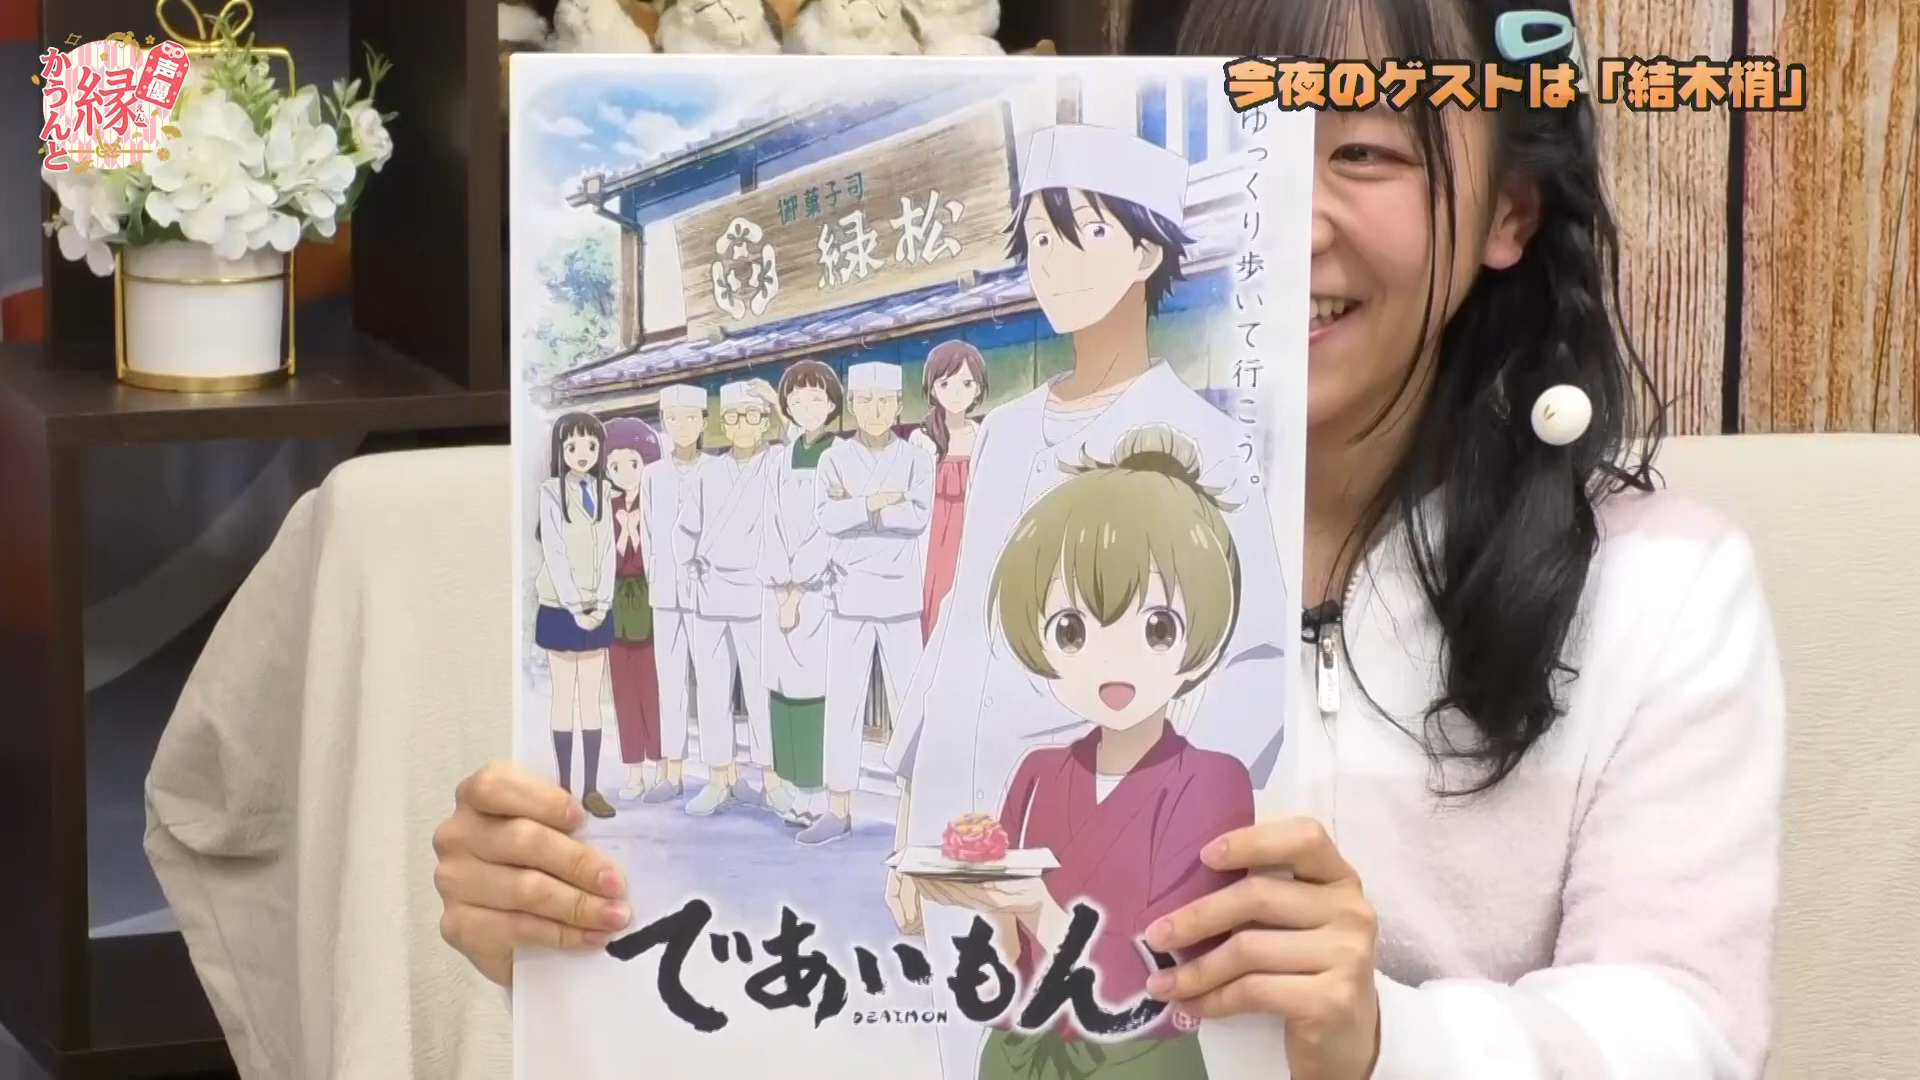 声優
縁
えん
かうんと
今夜のゲストは「結木梢」
ゆっくり歩いて行こう。
御菓子司
緑松
であいもん
DEAIMON